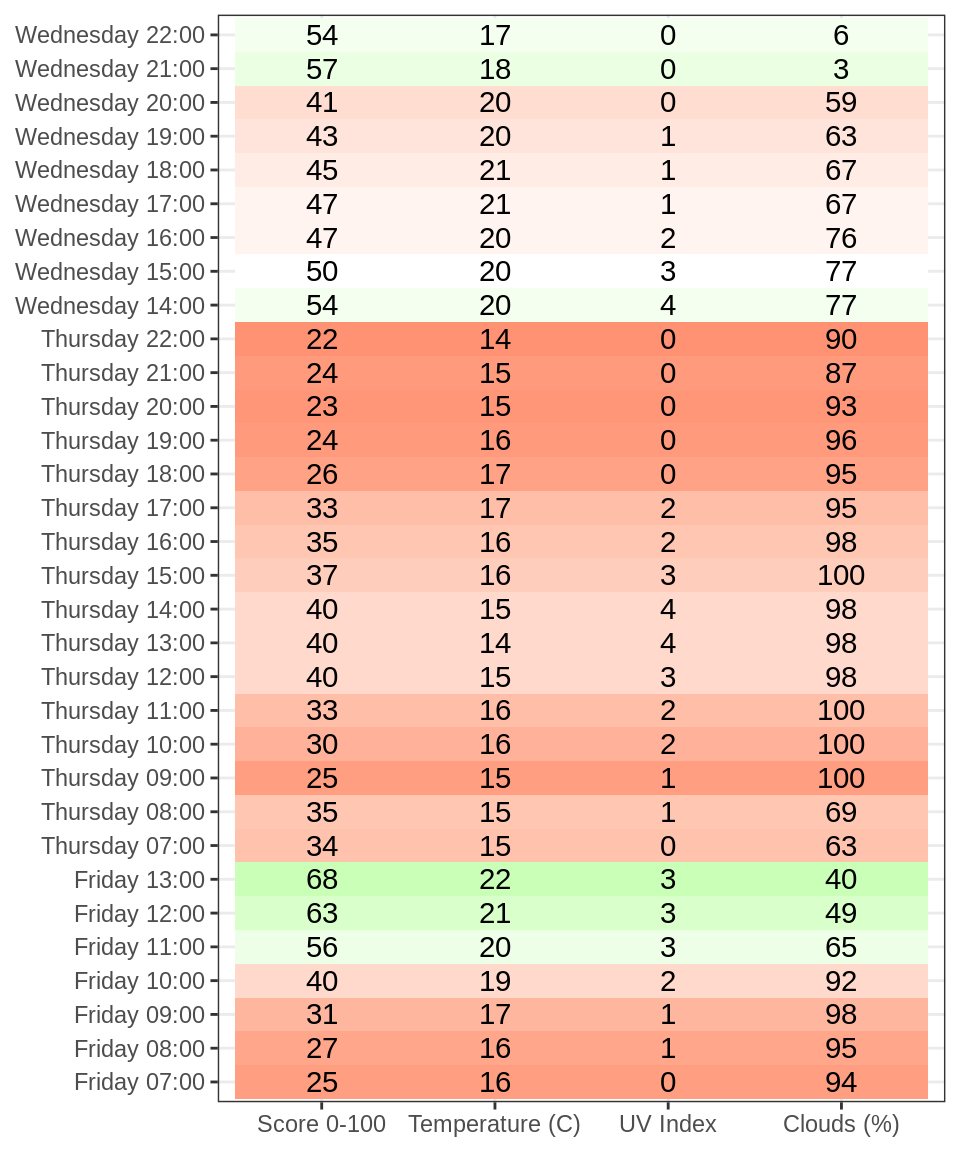 Wednesday 22:00 54 17 0 6
Wednesday 21:00 57 18 0 3
Wednesday 20:00 41 20 0 59
Wednesday 19:00 43 20 1 63
Wednesday 18:00 45 21 1 67
Wednesday 17:00 47 21 1 67
Wednesday 16:00 47 20 2 76
Wednesday 15:00 50 20 3 77
Wednesday 14:00 54 20 4 77
Thursday 22:00 22 14 0 90
Thursday 21:00 24 15 0 87
Thursday 20:00 23 15 0 93
Thursday 19:00 24 16 0 96
Thursday 18:00 26 17 0 95
Thursday 17:00 33 17 2 95
Thursday 16:00 35 16 2 98
Thursday 15:00 37 16 3 100
Thursday 14:00 40 15 4 98
Thursday 13:00 40 14 4 98
Thursday 12:00 40 15 3 98
Thursday 11:00 33 16 2 100
Thursday 10:00 30 16 2 100
Thursday 09:00 25 15 1 100
Thursday 08:00 35 15 1 69
Thursday 07:00 34 15 0 63
Friday 13:00 68 22 3 40
Friday 12:00 63 21 3 49
Friday 11:00 56 20 3 65
Friday 10:00 40 19 2 92
Friday 09:00 31 17 1 98
Friday 08:00 27 16 1 95
Friday 07:00 25 16 0 94
Score 0-100 Temperature (C) UV Index Clouds (%)